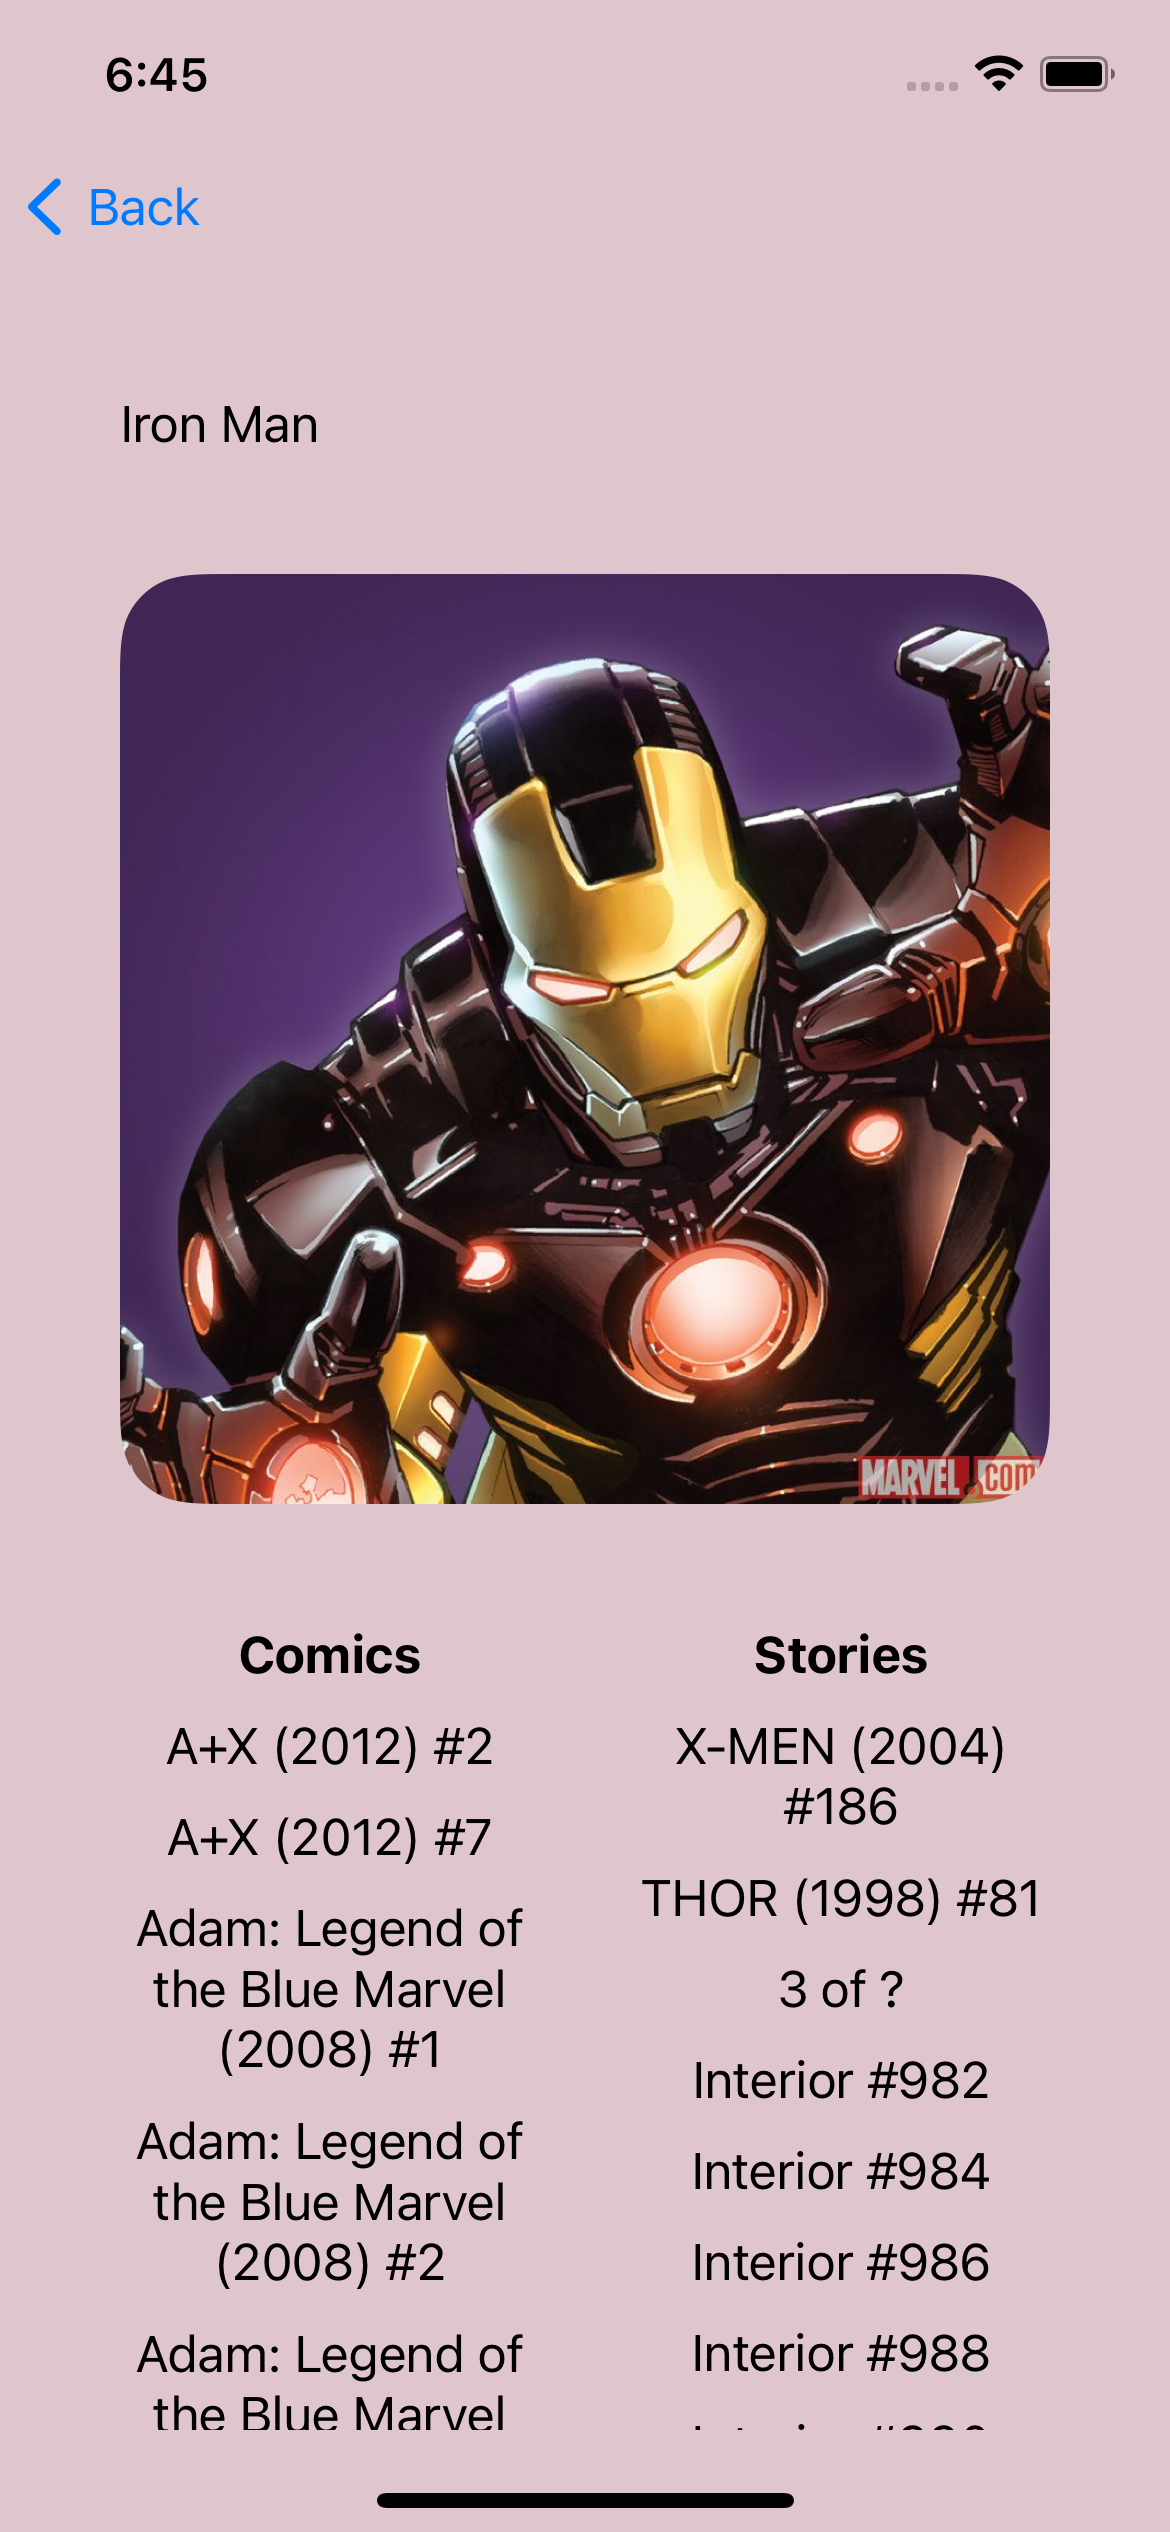 6:45
Back
Iron Man
MARVEL.COM
Comics
A+X (2012) #2
A+X (2012) #7
Adam: Legend of
the Blue Marvel
(2008) #1
Adam: Legend of
the Blue Marvel
(2008) #2
Adam: Legend of
the Blue Marvel
Stories
X-MEN (2004)
#186
THOR (1998) #81
3 of ?
Interior #982
Interior #984
Interior #986
Interior #988